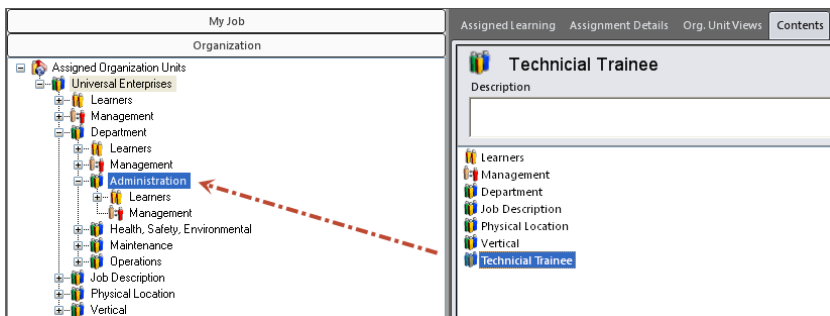 My Job
Organization
Assigned Organization Units
Universal Enterprises
Learners
Management
Department
Learners
Management
Administration
Learners
Management
Health, Safety, Environmental
Maintenance
Operations
Job Description
Physical Location
Vertical
Assigned Learning Assignment Details Org. Unit Views Contents
Technicial Trainee
Description
Learners
Management
Department
Job Description
Physical Location
Vertical
Technicial Trainee